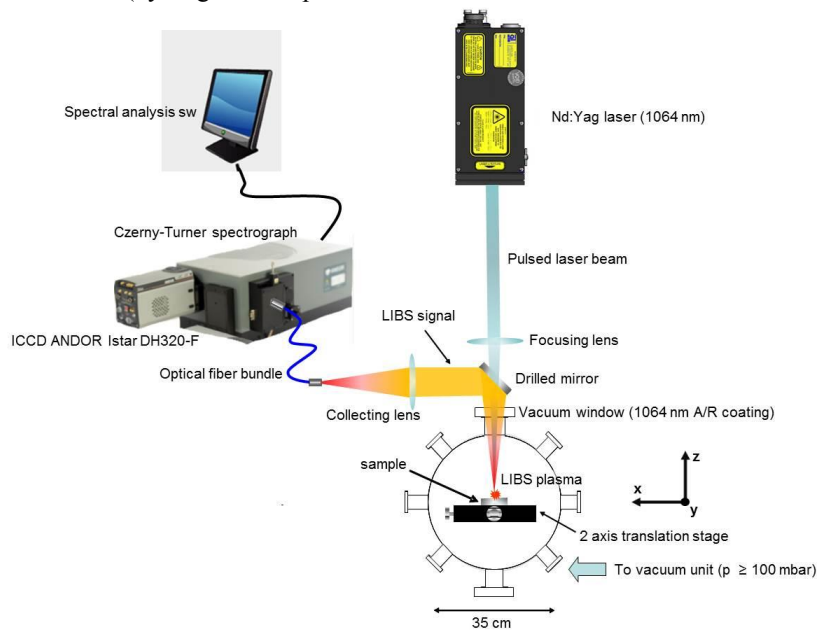 Spectral analysis sw
Nd:Yag laser (1064 nm)
Czerny-Turner spectrograph
Pulsed laser beam
LIBS signal
ICCD ANDOR Istar DH320-F
Focusing lens
Optical fiber bundle
Drilled mirror
Collecting lens
Vacuum window (1064 nm A/R coating)
sample
LIBS plasma
z
x
y
2 axis translation stage
To vacuum unit (p ≥ 100 mbar)
35 cm